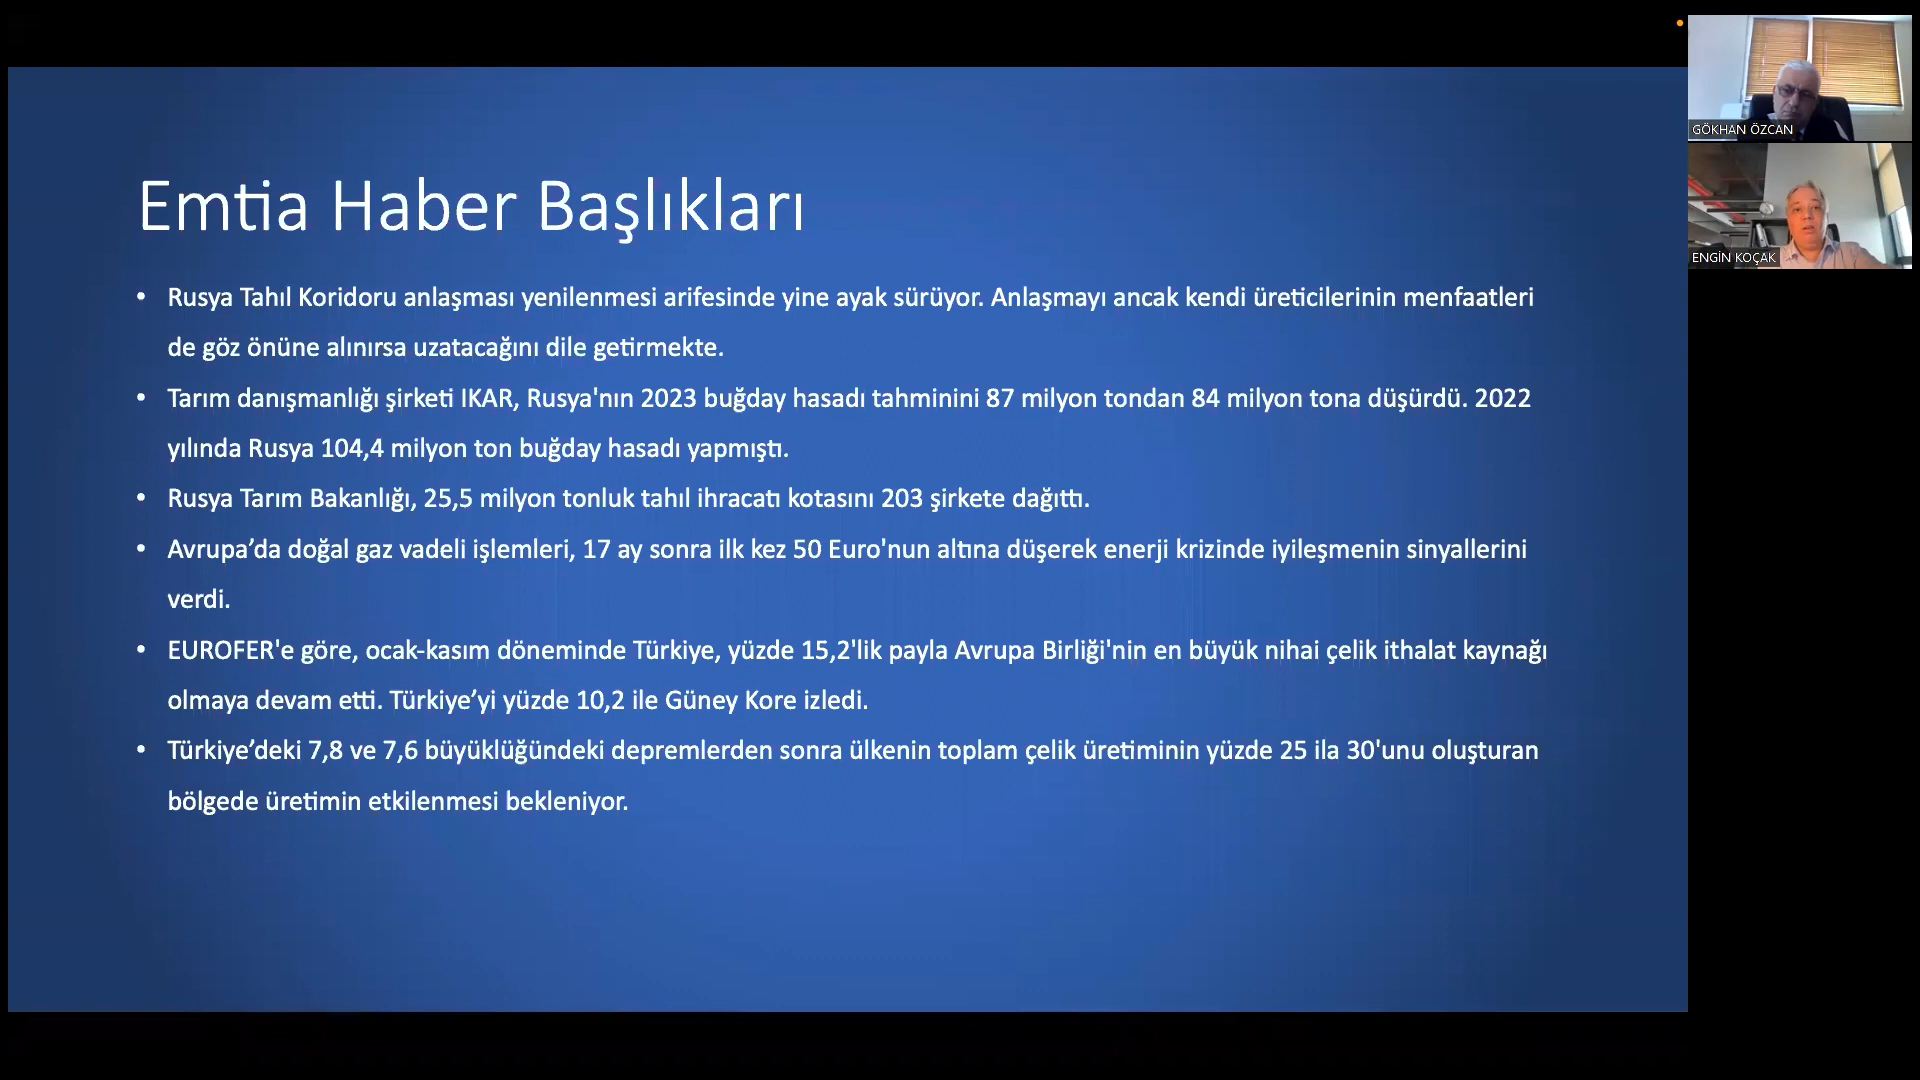 Emtia Haber Başlıkları
• Rusya Tahıl Koridoru anlaşması yenilenmesi arifesinde yine ayak sürüyor. Anlaşmayı ancak kendi üreticilerinin menfaatleri
de göz önüne alınırsa uzatacağını dile getirmekte.
• Tarım danışmanlığı şirketi IKAR, Rusya'nın 2023 buğday hasadı tahminini 87 milyon tondan 84 milyon tona düşürdü. 2022
yılında Rusya 104,4 milyon ton buğday hasadı yapmıştı.
• Rusya Tarım Bakanlığı, 25,5 milyon tonluk tahıl ihracatı kotasını 203 şirkete dağıttı.
• Avrupa’da doğal gaz vadeli işlemleri, 17 ay sonra ilk kez 50 Euro'nun altına düşerek enerji krizinde iyileşmenin sinyallerini
verdi.
• EUROFER'e göre, ocak-kasım döneminde Türkiye, yüzde 15,2'lik payla Avrupa Birliği'nin en büyük nihai çelik ithalat kaynağı
olmaya devam etti. Türkiye’yi yüzde 10,2 ile Güney Kore izledi.
• Türkiye’deki 7,8 ve 7,6 büyüklüğündeki depremlerden sonra ülkenin toplam çelik üretiminin yüzde 25 ila 30'unu oluşturan
bölgede üretimin etkilenmesi bekleniyor.
GÖKHAN ÖZCAN
ENGİN KOÇAK